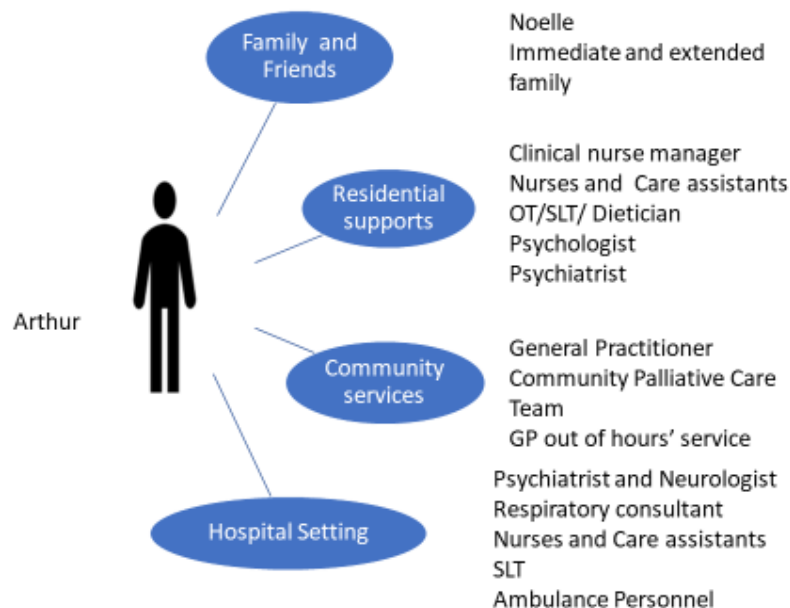 Family and
Friends
Noelle
Immediate and extended
family
Residential
supports
Clinical nurse manager
Nurses and Care assistants
OT/SLT/ Dietician
Psychologist
Psychiatrist
Arthur
Community
services
General Practitioner
Community Palliative Care
Team
GP out of hours’ service
Hospital Setting
Psychiatrist and Neurologist
Respiratory consultant
Nurses and Care assistants
SLT
Ambulance Personnel